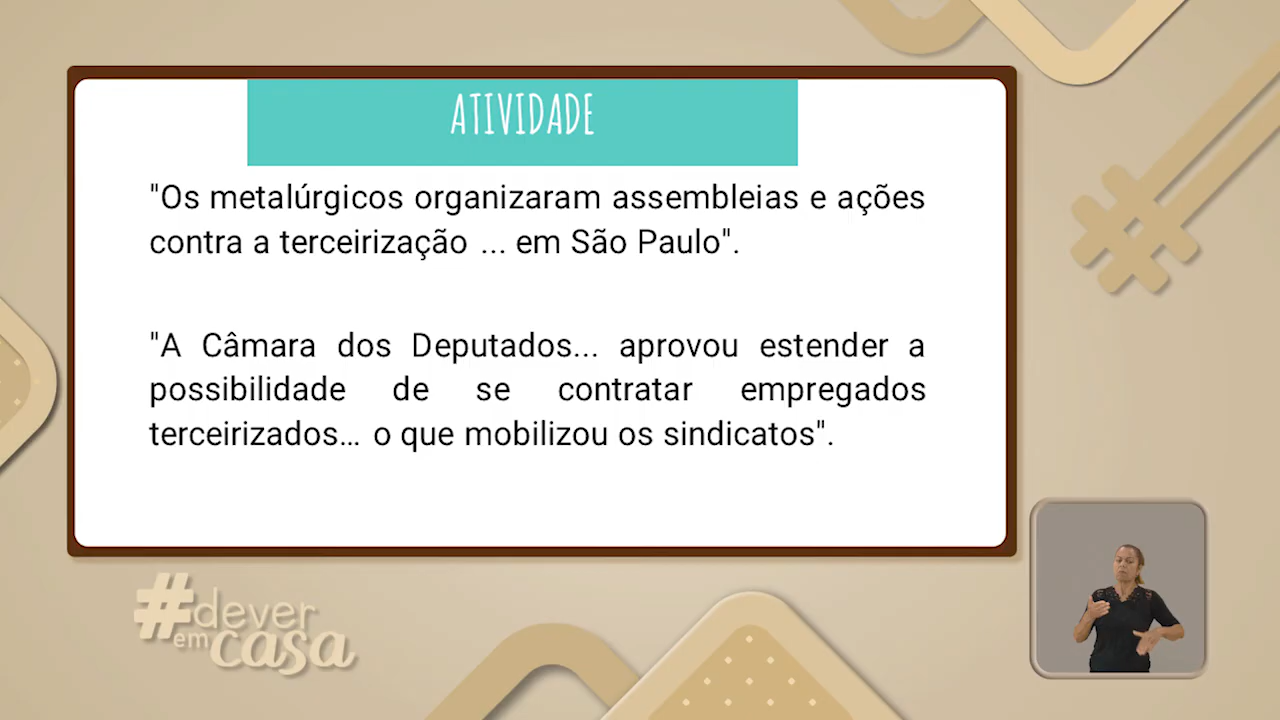 ATIVIDADE
"Os metalúrgicos organizaram assembleias e ações
contra a terceirização ... em São Paulo".
"A Câmara dos Deputados... aprovou estender a
possibilidade de se contratar empregados
terceirizados... o que mobilizou os sindicatos".
#dever
em casa